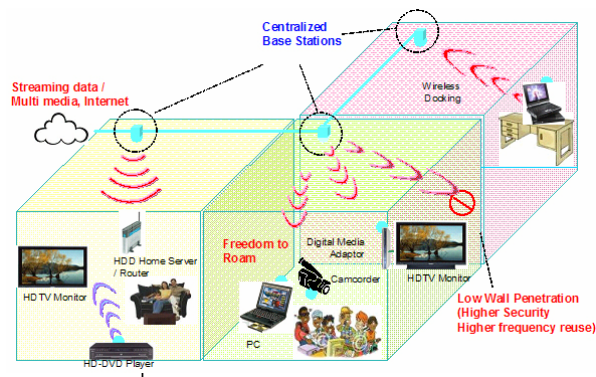 Centralized
Base Stations
Streaming data /
Multi media, Internet
Wireless
Docking
HDD Home Server
/ Router
HDTV Monitor
HD-DVD Player
Freedom to
Roam
Digital Media
Adaptor
Camcorder
PC
HDTV Monitor
Low Wall Penetration
(Higher Security
Higher frequency reuse)